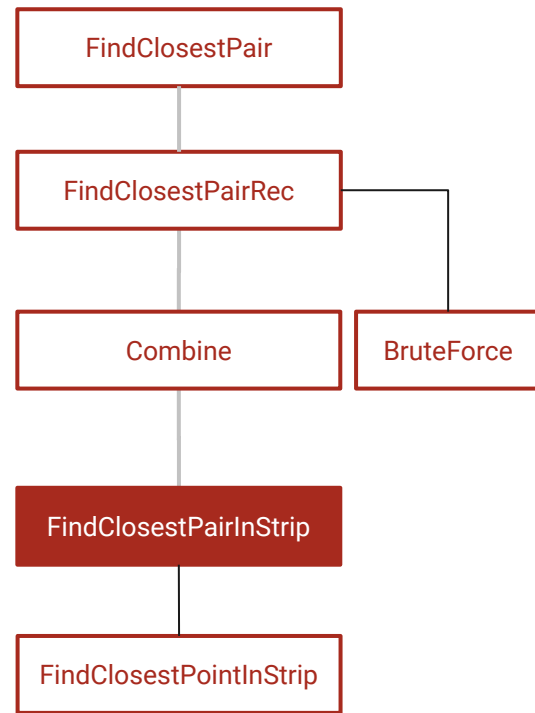 FindClosestPair
FindClosestPairRec
Combine
BruteForce
FindClosestPairInStrip
FindClosestPointInStrip